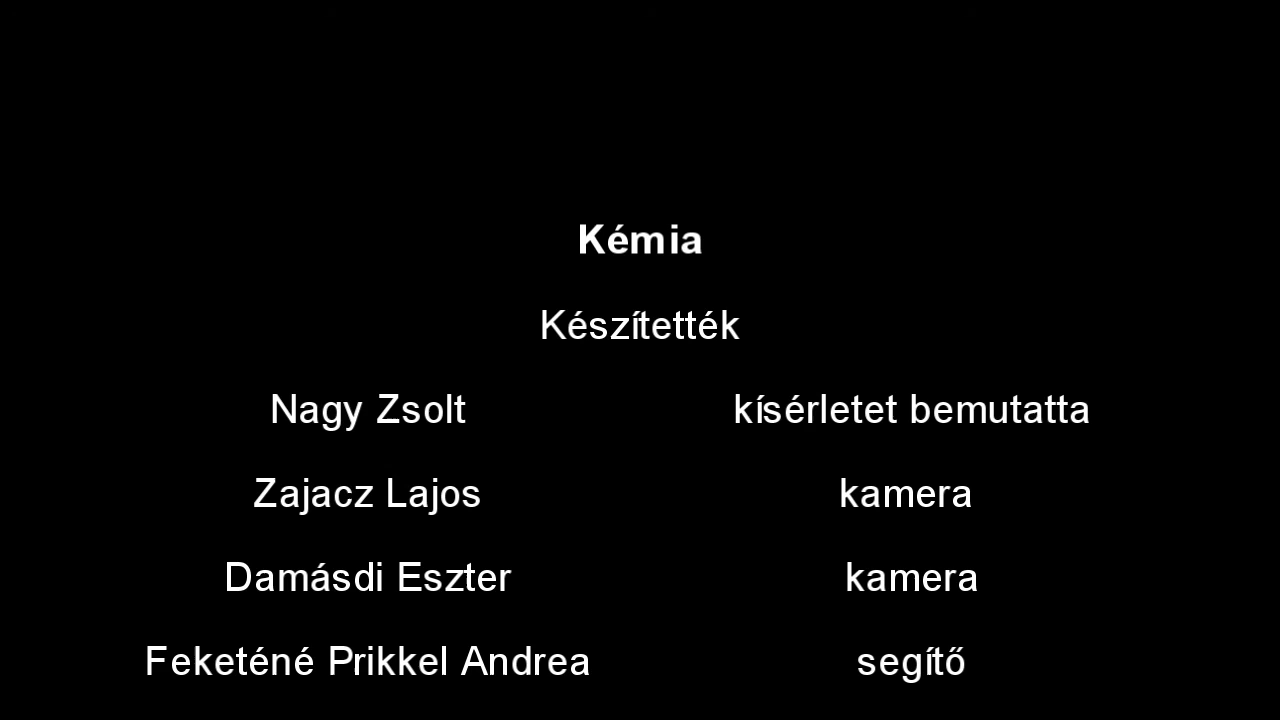 Kémia
Készítették
Nagy Zsolt kísérletet bemutatta
Zajacz Lajos kamera
Damásdi Eszter kamera
Feketéné Prikkel Andrea segítő